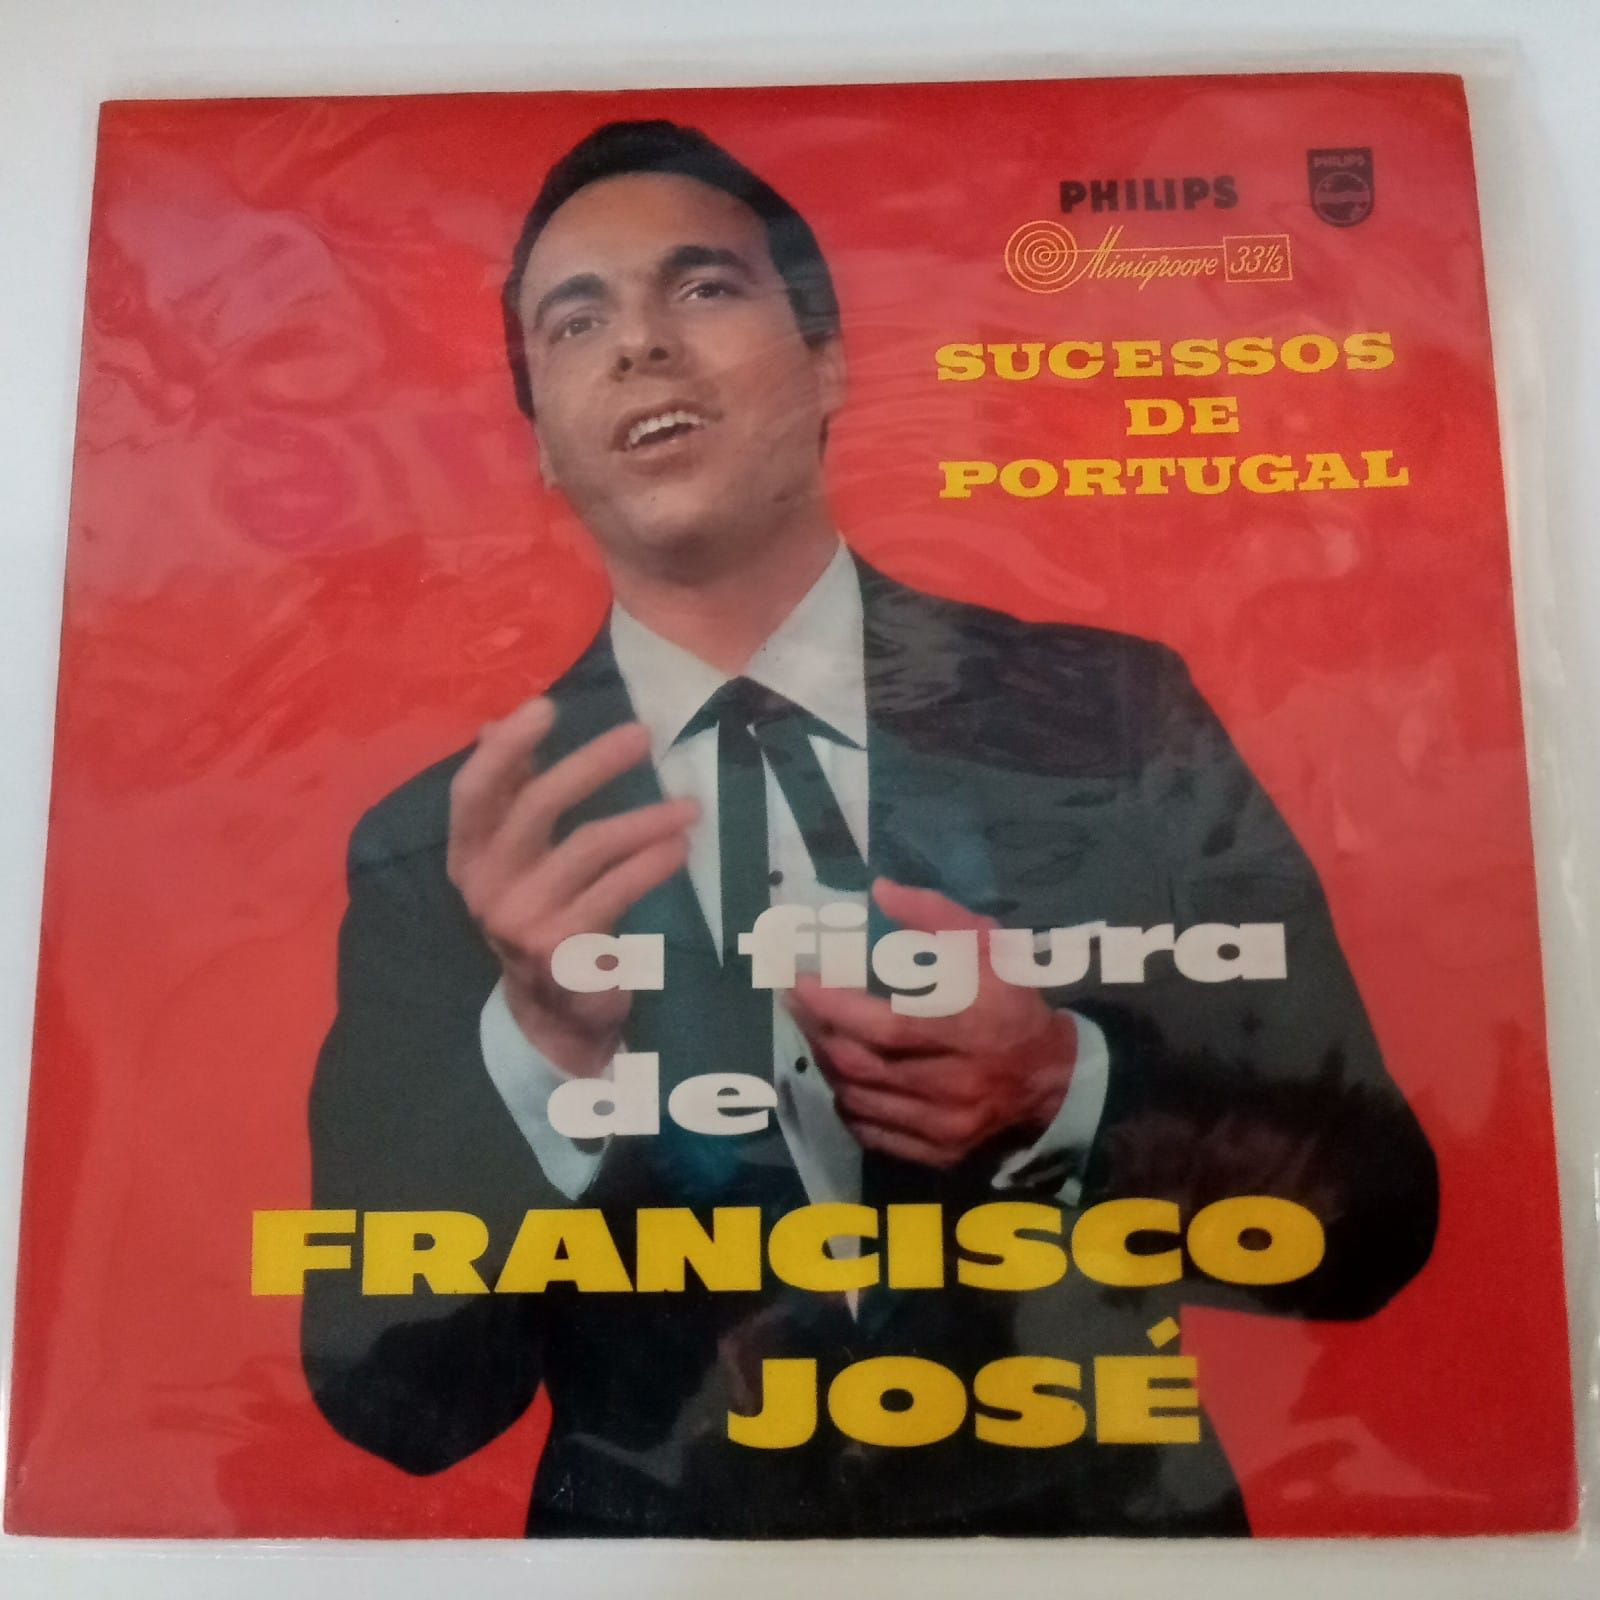 PHILIPS
PHILIPS
Minigroove 33⅓
SUCESSOS
DE
PORTUGAL
a figura
de
FRANCISCO
JOSÉ